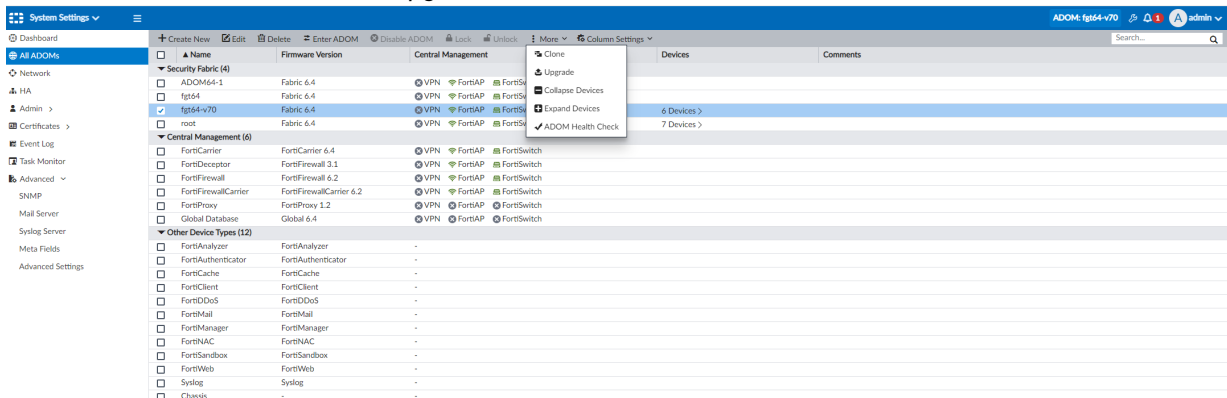 System Settings
ADOM: fgt64-v70 1 A admin
Dashboard
All ADOMs
Network
HA
Admin
Certificates
Event Log
Task Monitor
Advanced
SNMP
Mail Server
Syslog Server
Meta Fields
Advanced Settings
Create New Edit Delete Enter ADOM Disable ADOM Lock Unlock More Column Settings Search...
Name Firmware Version Central Management Devices Comments
Clone
Upgrade
Collapse Devices
Expand Devices
ADOM Health Check
Security Fabric (4)
ADOM64-1 Fabric 6.4 VPN FortiAP FortiSw
fgt64 Fabric 6.4 VPN FortiAP FortiSw
fgt64-v70 Fabric 6.4 VPN FortiAP FortiSw 6 Devices >
root Fabric 6.4 VPN FortiAP FortiSw 7 Devices >
Central Management (6)
FortiCarrier FortiCarrier 6.4 VPN FortiAP FortiSwitch
FortiDeceptor FortiFirewall 3.1 VPN FortiAP FortiSwitch
FortiFirewall FortiFirewall 6.2 VPN FortiAP FortiSwitch
FortiFirewallCarrier FortiFirewallCarrier 6.2 VPN FortiAP FortiSwitch
FortiProxy FortiProxy 1.2 VPN FortiAP FortiSwitch
Global Database Global 6.4 VPN FortiAP FortiSwitch
Other Device Types (12)
FortiAnalyzer FortiAnalyzer -
FortiAuthenticator FortiAuthenticator -
FortiCache FortiCache -
FortiClient FortiClient -
FortiDDoS FortiDDoS -
FortiMail FortiMail -
FortiManager FortiManager -
FortiNAC FortiNAC -
FortiSandbox FortiSandbox -
FortiWeb FortiWeb -
Syslog Syslog -
Chassis - -